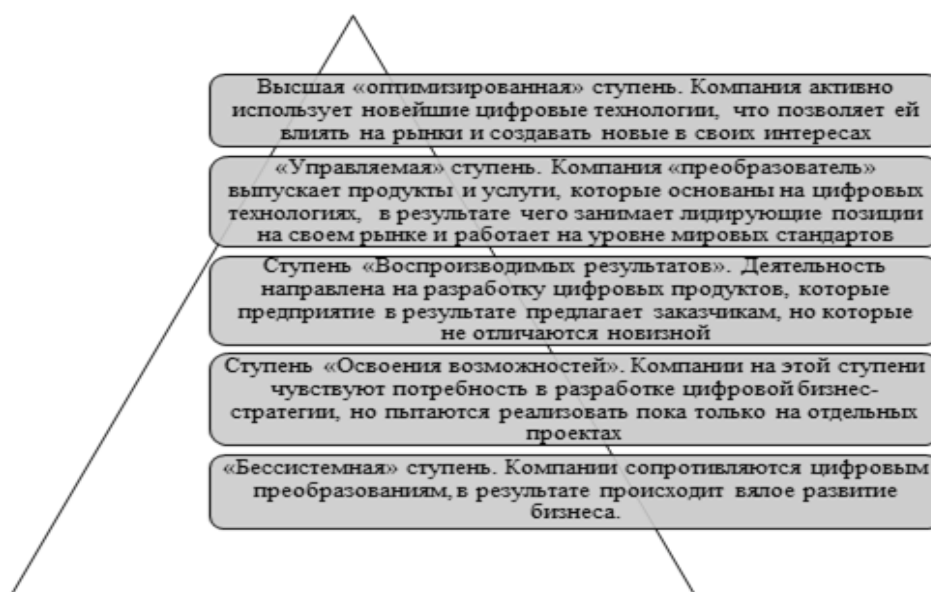 Высшая «оптимизированная» ступень. Компания активно
использует новейшие цифровые технологии, что позволяет ей
влиять на рынки и создавать новые в своих интересах
«Управляемая» ступень. Компания «преобразователь»
выпускает продукты и услуги, которые основаны на цифровых
технологиях, в результате чего занимает лидирующие позиции
на своем рынке и работает на уровне мировых стандартов
Ступень «Воспроизводимых результатов». Деятельность
направлена на разработку цифровых продуктов, которые
предприятие в результате предлагает заказчикам, но которые
не отличаются новизной
Ступень «Освоения возможностей». Компании на этой ступени
чувствуют потребность в разработке цифровой бизнес-
стратегии, но пытаются реализовать пока только на отдельных
проектах
«Бессистемная» ступень. Компании сопротивляются цифровым
преобразованиям, в результате происходит вялое развитие
бизнеса.